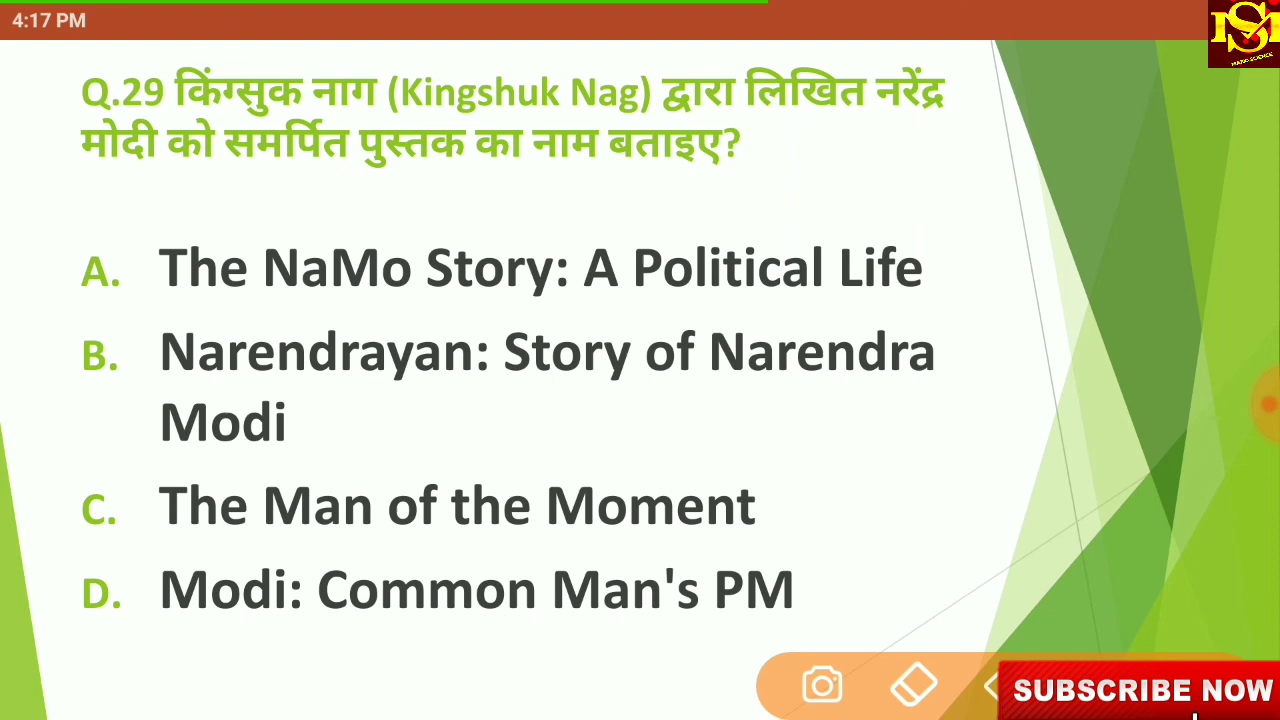 4:17 PM
Q.29 किंग्सुक नाग (Kingshuk Nag) द्वारा लिखित नरेंद्र
मोदी को समर्पित पुस्तक का नाम बताइए?
A. The NaMo Story: A Political Life
B. Narendrayan: Story of Narendra
Modi
C. The Man of the Moment
D. Modi: Common Man's PM
SUBSCRIBE NOW